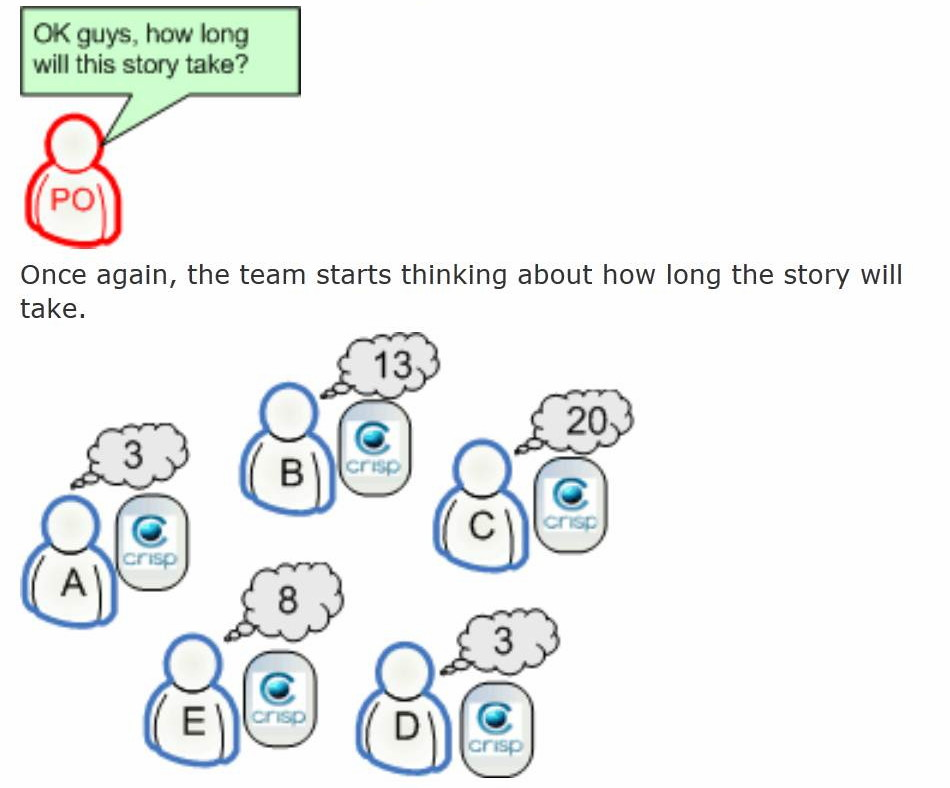 OK guys, how long
will this story take?
PO
Once again, the team starts thinking about how long the story will
take.
13
B
crisp
20
C
crisp
3
A
crisp
8
E
crisp
3
D
crisp